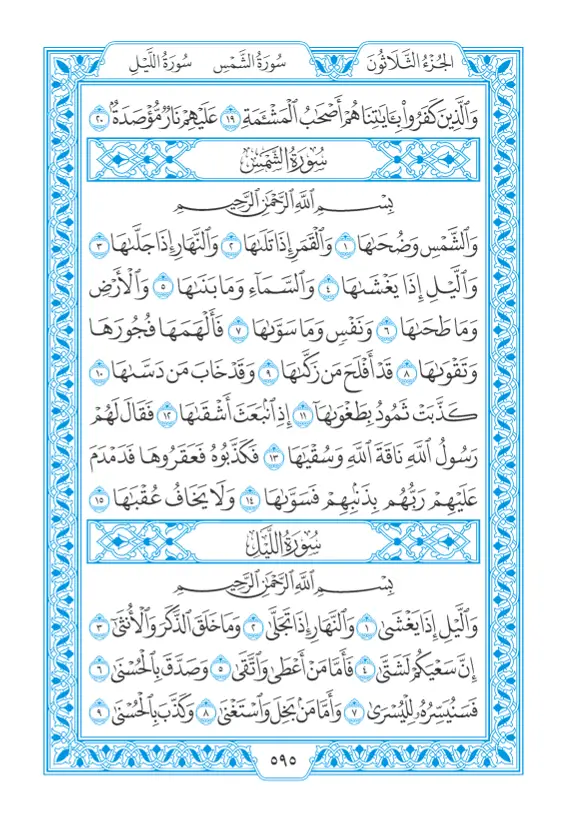 الجُزْءُ الثَّلَاثُونَ سُورَةُ الشَّمْسِ سُورَةُ اللَّيْلِ
وَالَّذِينَ كَفَرُوا۟ بِـَٔايَـٰتِنَا هُمْ أَصْحَـٰبُ الْمَشْـَٔمَةِ ١٩ عَلَيْهِمْ نَارٌ مُّؤْصَدَةٌۢ ٢٠
سُورَةُ الشَّمْسِ
بِسْمِ اللَّهِ الرَّحْمَـٰنِ الرَّحِيمِ
وَالشَّمْسِ وَضُحَىٰهَا ١ وَالْقَمَرِ إِذَا تَلَىٰهَا ٢ وَالنَّهَارِ إِذَا جَلَّىٰهَا ٣
وَالَّيْلِ إِذَا يَغْشَىٰهَا ٤ وَالسَّمَآءِ وَمَا بَنَىٰهَا ٥ وَالْأَرْضِ
وَمَا طَحَىٰهَا ٦ وَنَفْسٍ وَمَا سَوَّىٰهَا ٧ فَأَلْهَمَهَا فُجُورَهَا
وَتَقْوَىٰهَا ٨ قَدْ أَفْلَحَ مَن زَكَّىٰهَا ٩ وَقَدْ خَابَ مَن دَسَّىٰهَا ١٠
كَذَّبَتْ ثَمُودُ بِطَغْوَىٰهَآ ١١ إِذِ انۢبَعَثَ أَشْقَىٰهَا ١٢ فَقَالَ لَهُمْ
رَسُولُ اللَّهِ نَاقَةَ اللَّهِ وَسُقْيَـٰهَا ١٣ فَكَذَّبُوهُ فَعَقَرُوهَا فَدَمْدَمَ
عَلَيْهِمْ رَبُّهُم بِذَنۢبِهِمْ فَسَوَّىٰهَا ١٤ وَلَا يَخَافُ عُقْبَـٰهَا ١٥
سُورَةُ اللَّيْلِ
بِسْمِ اللَّهِ الرَّحْمَـٰنِ الرَّحِيمِ
وَالَّيْلِ إِذَا يَغْشَىٰ ١ وَالنَّهَارِ إِذَا تَجَلَّىٰ ٢ وَمَا خَلَقَ الذَّكَرَ وَالْأُنثَىٰٓ ٣
إِنَّ سَعْيَكُمْ لَشَتَّىٰ ٤ فَأَمَّا مَنْ أَعْطَىٰ وَاتَّقَىٰ ٥ وَصَدَّقَ بِالْحُسْنَىٰ ٦
فَسَنُيَسِّرُهُۥ لِلْيُسْرَىٰ ٧ وَأَمَّا مَنۢ بَخِلَ وَاسْتَغْنَىٰ ٨ وَكَذَّبَ بِالْحُسْنَىٰ ٩
٥٩٥